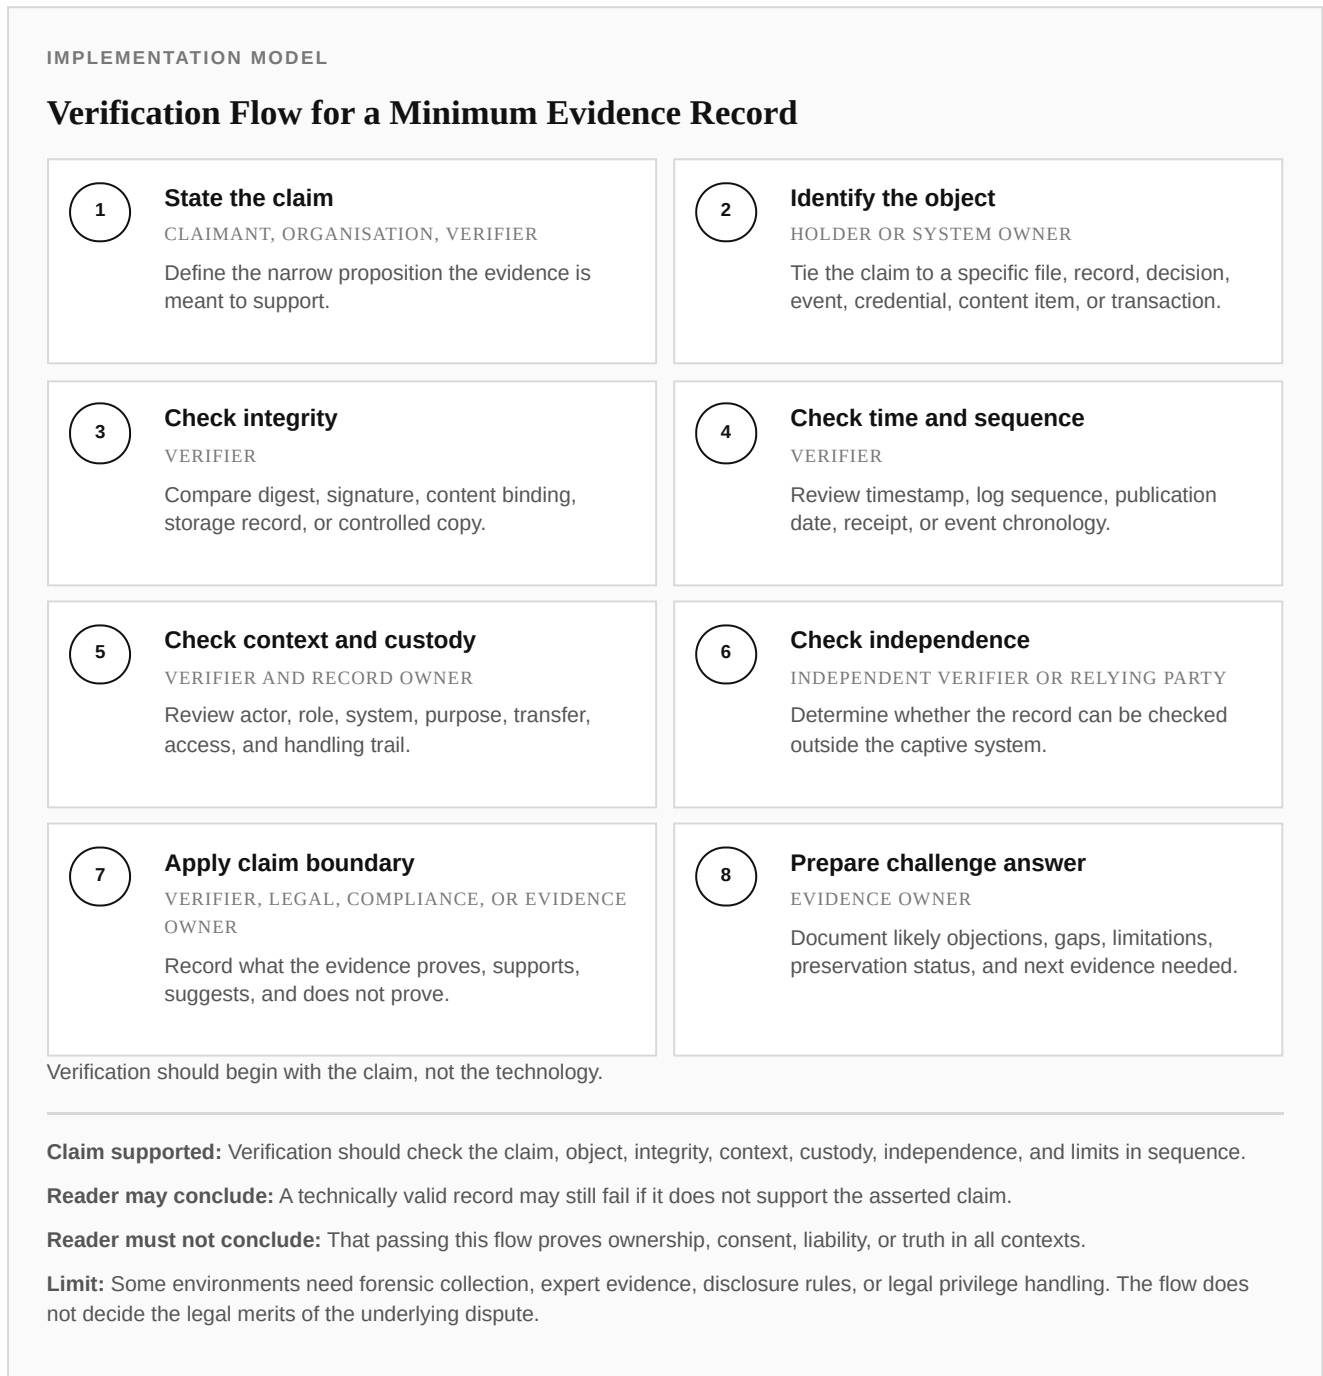 IMPLEMENTATION MODEL
Verification Flow for a Minimum Evidence Record
1
State the claim
CLAIMANT, ORGANISATION, VERIFIER
Define the narrow proposition the evidence is
meant to support.
2
Identify the object
HOLDER OR SYSTEM OWNER
Tie the claim to a specific file, record, decision,
event, credential, content item, or transaction.
3
Check integrity
VERIFIER
Compare digest, signature, content binding,
storage record, or controlled copy.
4
Check time and sequence
VERIFIER
Review timestamp, log sequence, publication
date, receipt, or event chronology.
5
Check context and custody
VERIFIER AND RECORD OWNER
Review actor, role, system, purpose, transfer,
access, and handling trail.
6
Check independence
INDEPENDENT VERIFIER OR RELYING PARTY
Determine whether the record can be checked
outside the captive system.
7
Apply claim boundary
VERIFIER, LEGAL, COMPLIANCE, OR EVIDENCE
OWNER
Record what the evidence proves, supports,
suggests, and does not prove.
8
Prepare challenge answer
EVIDENCE OWNER
Document likely objections, gaps, limitations,
preservation status, and next evidence needed.
Verification should begin with the claim, not the technology.
Claim supported: Verification should check the claim, object, integrity, context, custody, independence, and limits in sequence.
Reader may conclude: A technically valid record may still fail if it does not support the asserted claim.
Reader must not conclude: That passing this flow proves ownership, consent, liability, or truth in all contexts.
Limit: Some environments need forensic collection, expert evidence, disclosure rules, or legal privilege handling. The flow does
not decide the legal merits of the underlying dispute.